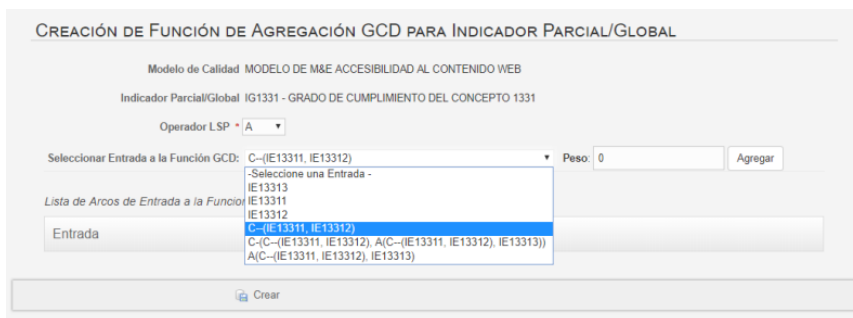 CREACIÓN DE FUNCIÓN DE AGREGACIÓN GCD PARA INDICADOR PARCIAL/GLOBAL
Modelo de Calidad MODELO DE M&E ACCESIBILIDAD AL CONTENIDO WEB
Indicador Parcial/Global IG1331 - GRADO DE CUMPLIMIENTO DEL CONCEPTO 1331
Operador LSP * A
Seleccionar Entrada a la Función GCD: C--(IE13311, IE13312) Peso: 0 Agregar
-Seleccione una Entrada -
IE13313
Lista de Arcos de Entrada a la Funcion IE13311
IE13312
Entrada C--(IE13311, IE13312)
C-(C--(IE13311, IE13312), A(C--(IE13311, IE13312), IE13313))
A(C--(IE13311, IE13312), IE13313)
Crear